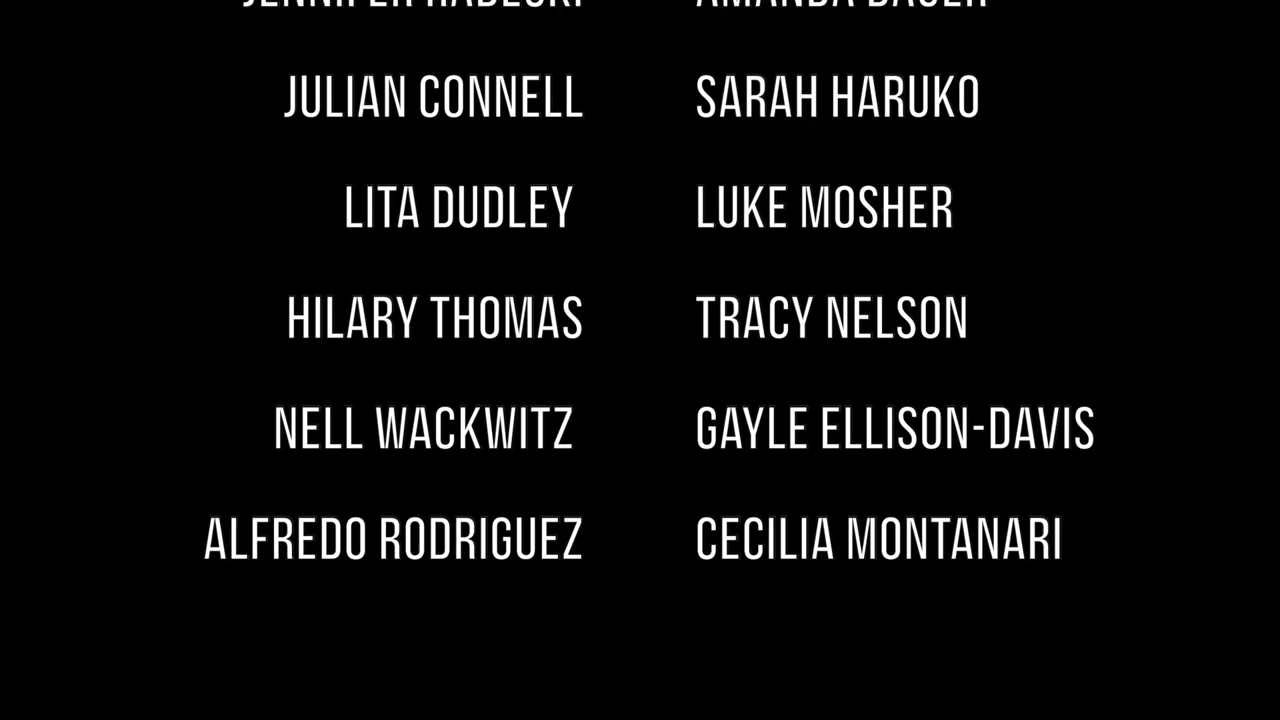 JULIAN CONNELL SARAH HARUKO
LITA DUDLEY LUKE MOSHER
HILARY THOMAS TRACY NELSON
NELL WACKWITZ GAYLE ELLISON-DAVIS
ALFREDO RODRIGUEZ CECILIA MONTANARI